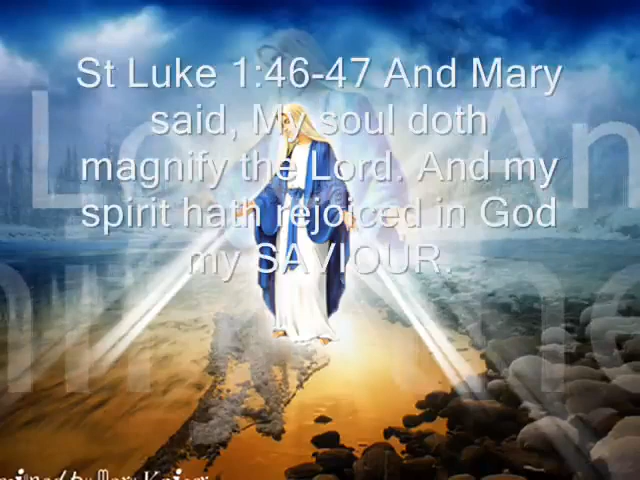 St Luke 1:46-47 And Mary
said, My soul doth
magnify the Lord. And my
spirit hath rejoiced in God
my SAVIOUR.